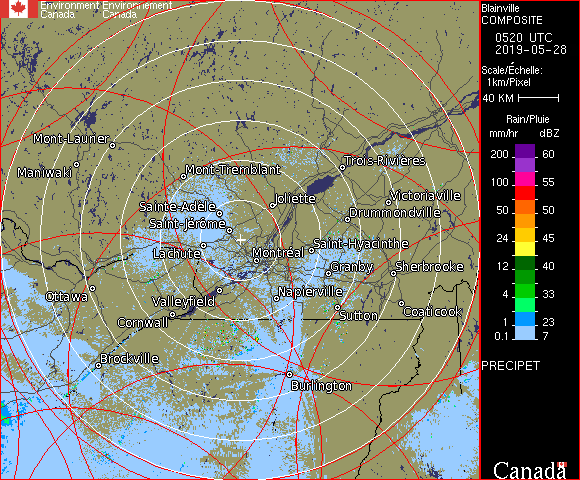 Environment Environnement
Canada Canada
Blainville
COMPOSITE
0520 UTC
2019-05-28
Scale/Échelle:
1km/Pixel
40 KM
Rain/Pluie
mm/hr dBZ
200 60
100 55
50 50
24 45
12 40
4 33
1 23
0.1 7
PRECIPET
Mont-Laurier
Maniwaki
Mont-Tremblant
Trois-Rivières
Sainte-Adèle
Joliette
Victoriaville
Drummondville
Saint-Jérôme
Lachute
Montréal
Saint-Hyacinthe
Granby
Sherbrooke
Ottawa
Valleyfield
Napierville
Cornwall
Sutton
Coaticook
Brockville
Burlington
Canada